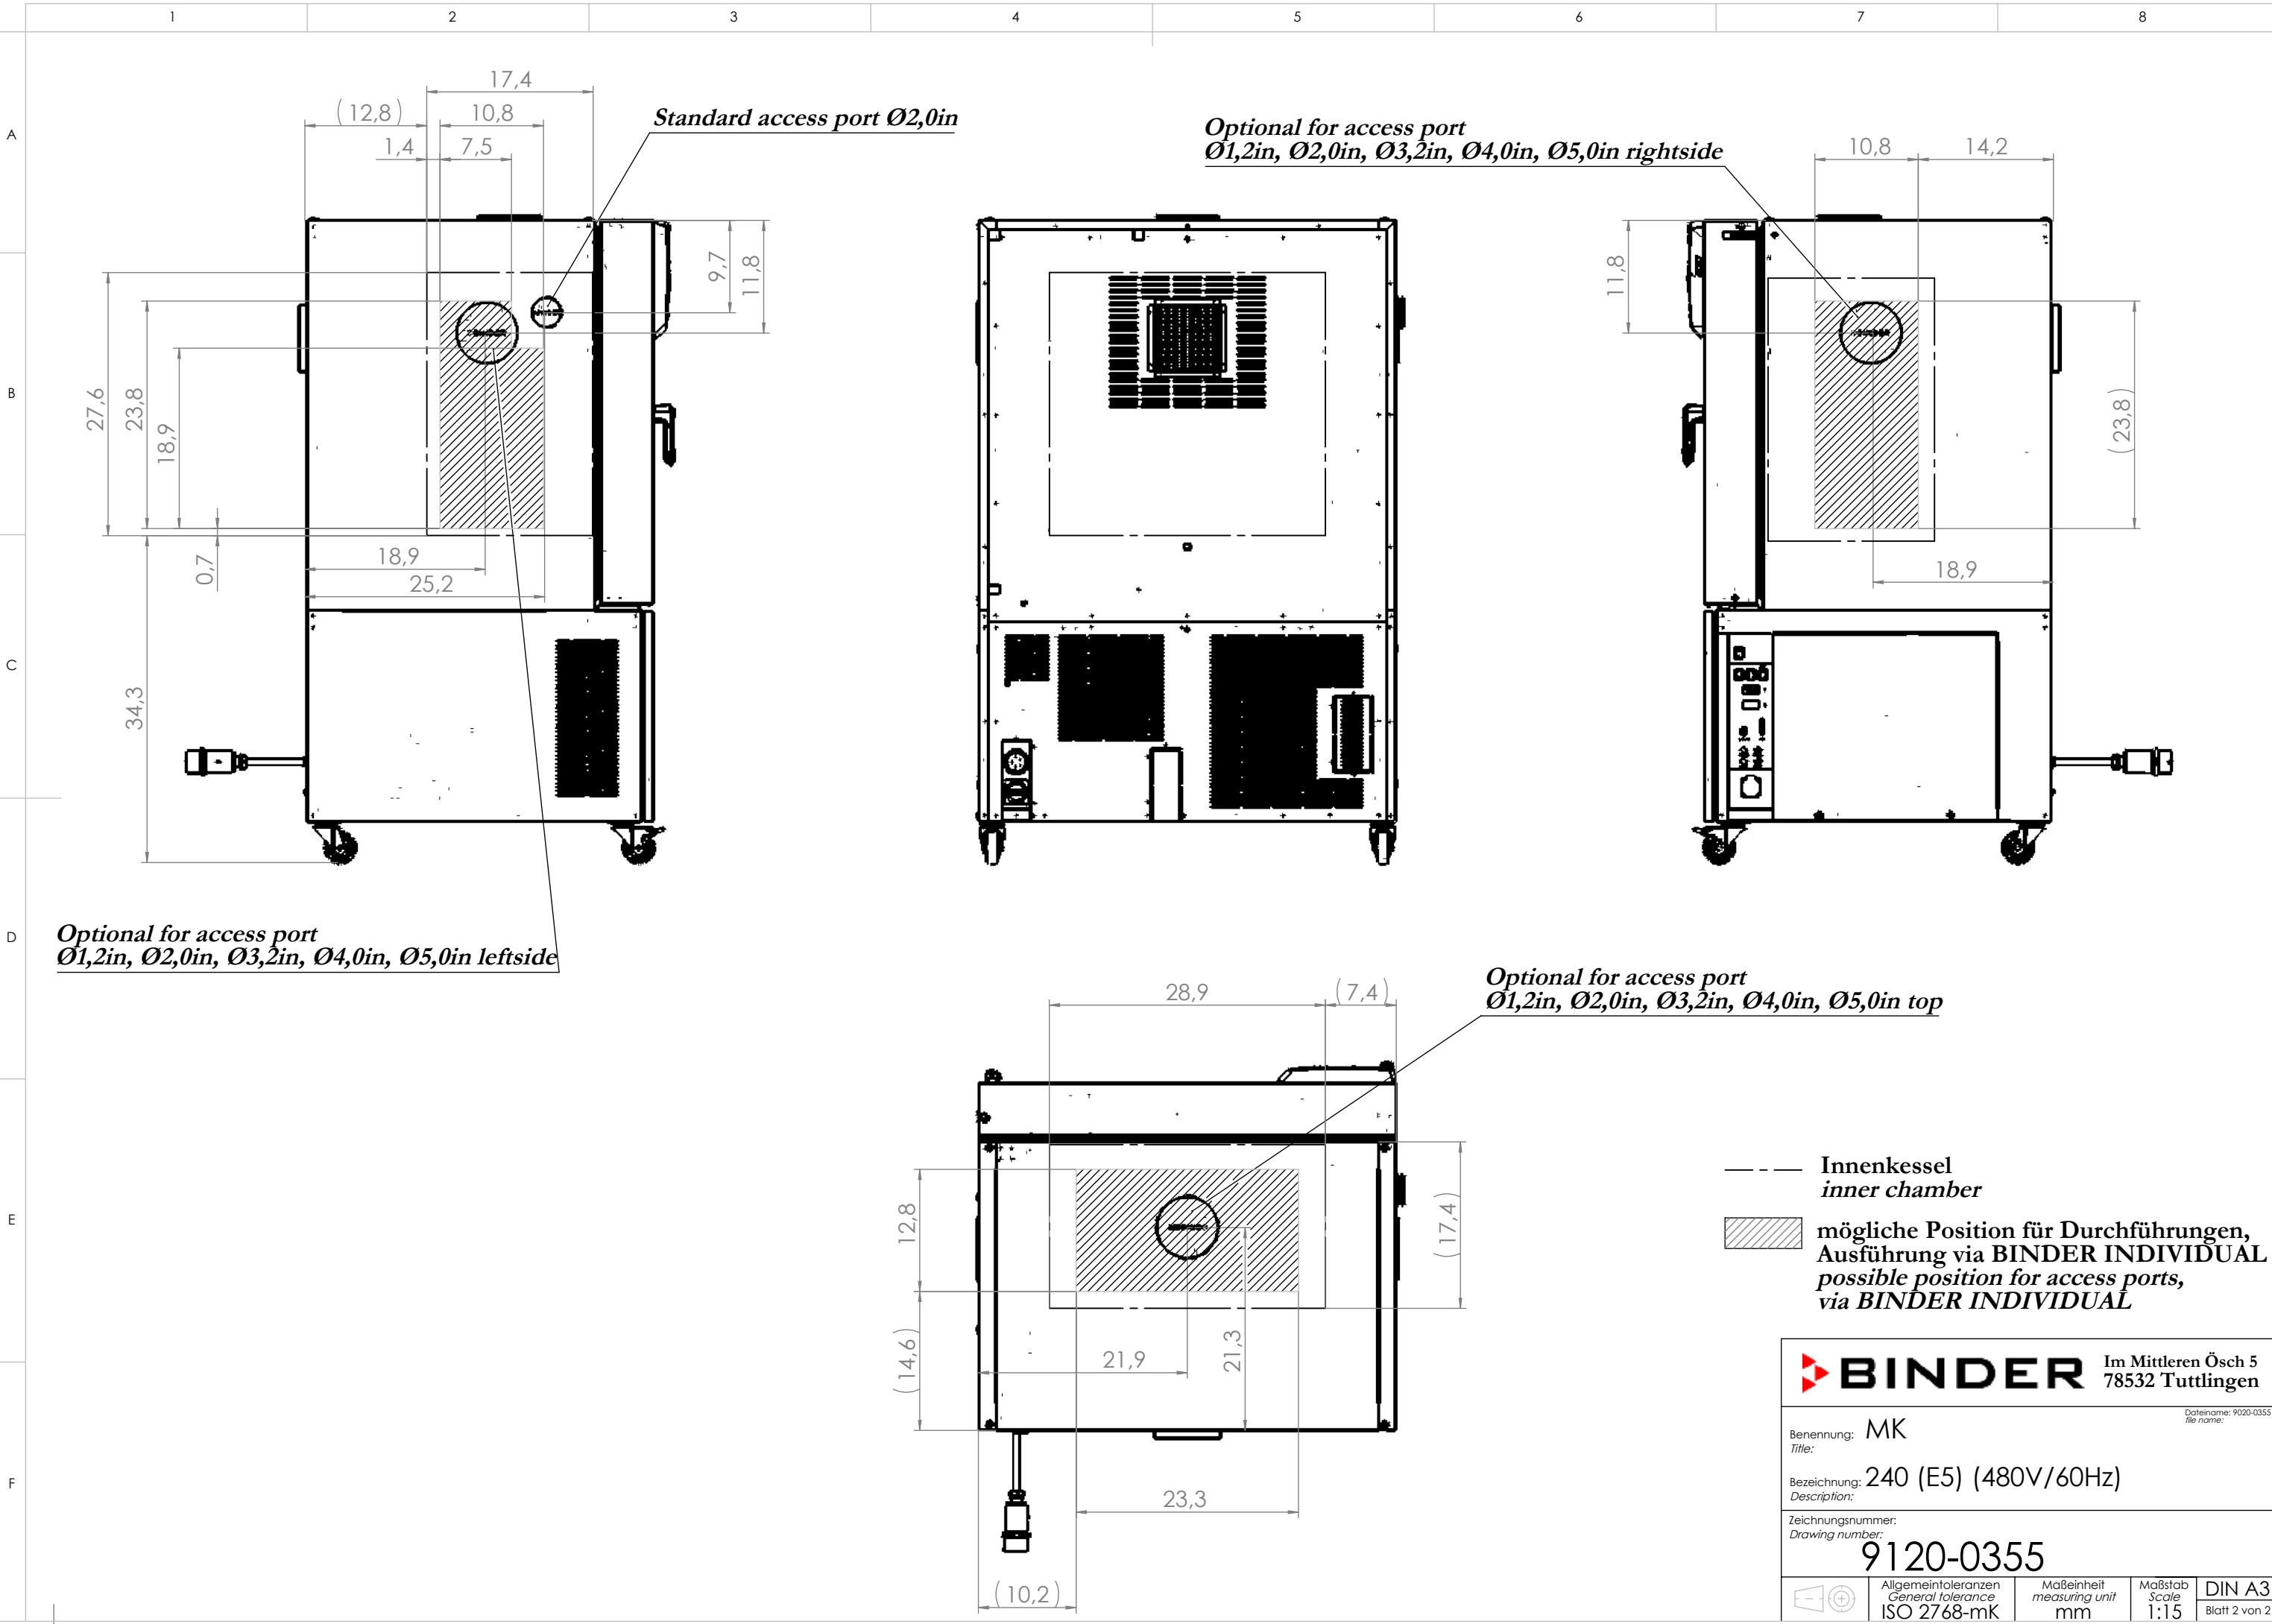 1 2 3 4 5 6 7 8
A
B
C
D
E
F
17,4
(12,8) 10,8
1,4 7,5
Standard access port Ø2,0in
9,7
11,8
27,6
23,8
18,9
0,7
18,9
25,2
34,3
Optional for access port
Ø1,2in, Ø2,0in, Ø3,2in, Ø4,0in, Ø5,0in leftside
Optional for access port
Ø1,2in, Ø2,0in, Ø3,2in, Ø4,0in, Ø5,0in rightside
10,8 14,2
11,8
(23,8)
18,9
Optional for access port
Ø1,2in, Ø2,0in, Ø3,2in, Ø4,0in, Ø5,0in top
28,9 (7,4)
12,8
(17,4)
(14,6)
21,9
21,3
23,3
(10,2)
Innenkessel
inner chamber
mögliche Position für Durchführungen,
Ausführung via BINDER INDIVIDUAL
possible position for access ports,
via BINDER INDIVIDUAL
BINDER
Im Mittleren Ösch 5
78532 Tuttlingen
Dateiname: 9020-0355
file name:
Benennung: MK
Title:
Bezeichnung: 240 (E5) (480V/60Hz)
Description:
Zeichnungsnummer:
Drawing number:
9120-0355
Allgemeintoleranzen
General tolerance
ISO 2768-mK
Maßeinheit
measuring unit
mm
Maßstab
Scale
1:15
DIN A3
Blatt 2 von 2